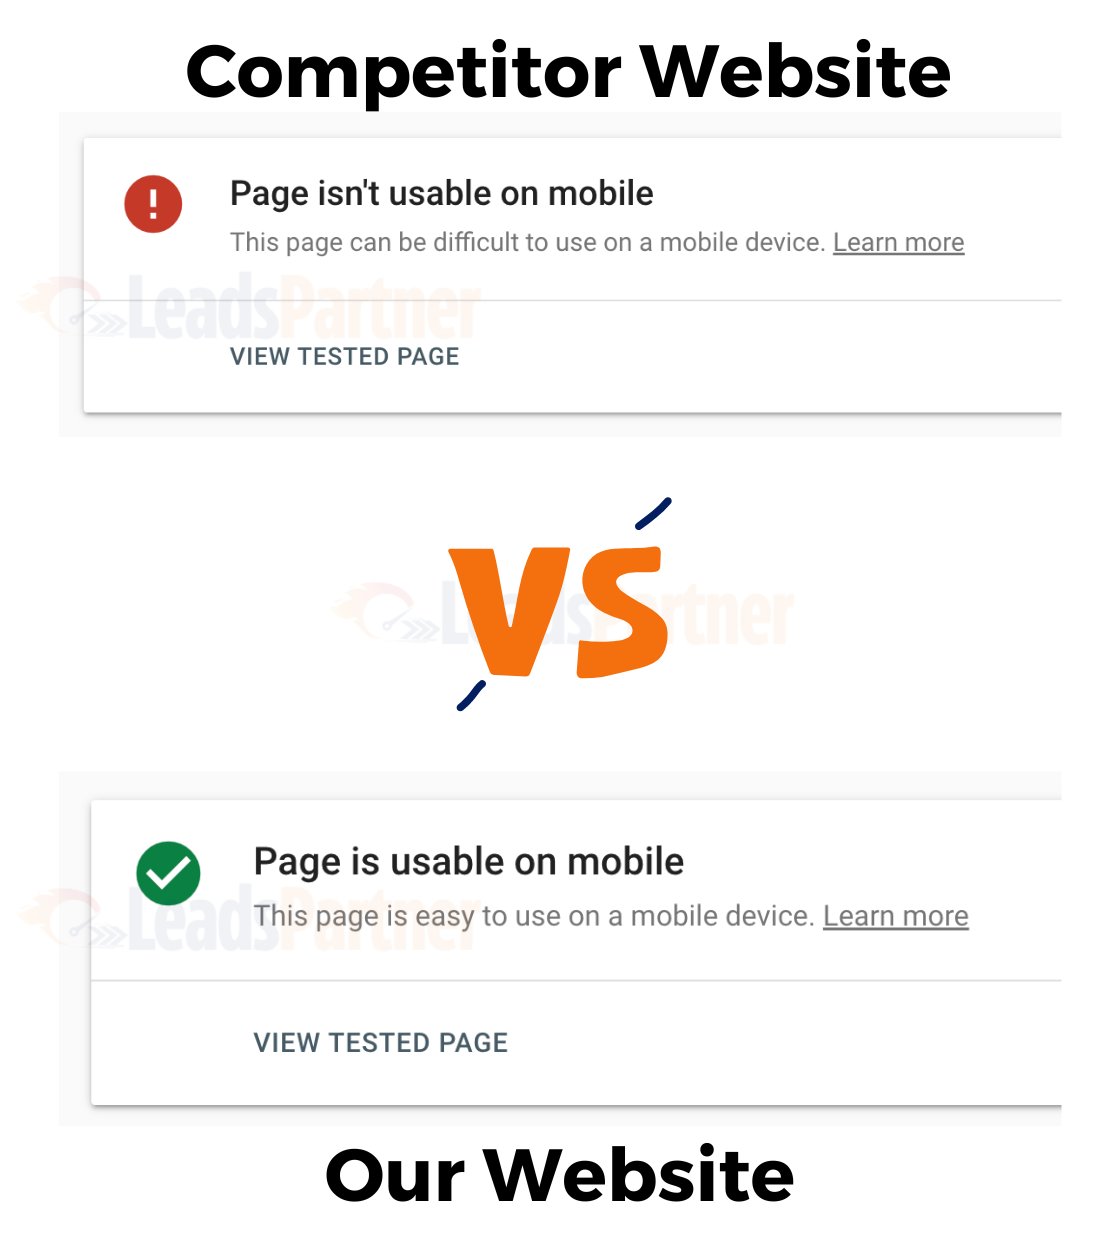 Competitor Website
Page isn't usable on mobile
This page can be difficult to use on a mobile device. Learn more
LeadsPartner
VIEW TESTED PAGE
VS
LeadsPartner
Page is usable on mobile
This page is easy to use on a mobile device. Learn more
LeadsPartner
VIEW TESTED PAGE
Our Website